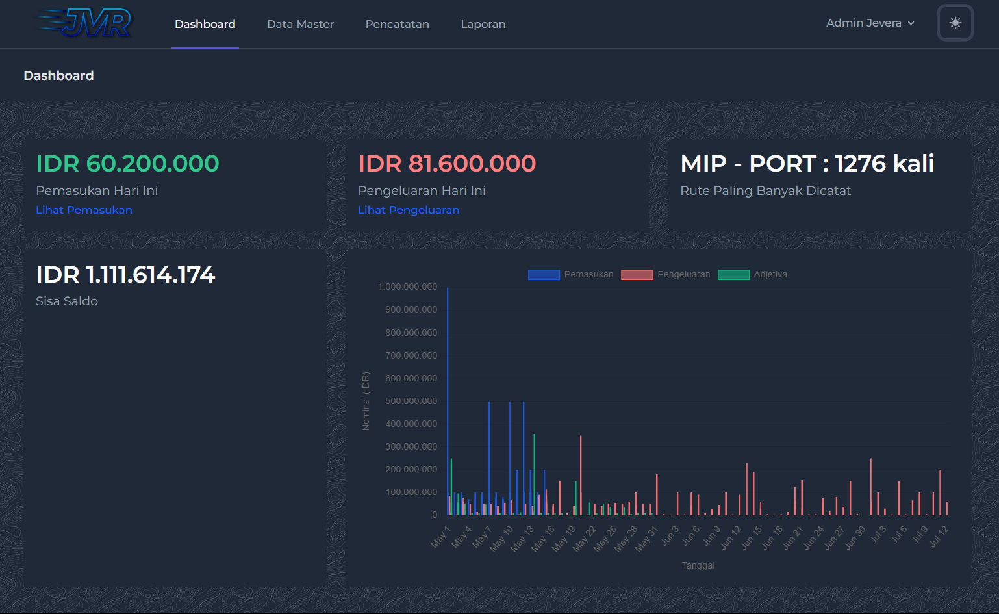 JVR
Dashboard
Data Master
Pencatatan
Laporan
Admin Jevera
Dashboard
IDR 60.200.000
Pemasukan Hari Ini
Lihat Pemasukan
IDR 81.600.000
Pengeluaran Hari Ini
Lihat Pengeluaran
MIP - PORT : 1276 kali
Rute Paling Banyak Dicatat
IDR 1.111.614.174
Sisa Saldo
Pemasukan
Pengeluaran
Adjetiva
1.000.000.000
900.000.000
800.000.000
700.000.000
600.000.000
500.000.000
400.000.000
300.000.000
200.000.000
100.000.000
0
Nominal (IDR)
May 1
May 4
May 7
May 10
May 13
May 16
May 19
May 22
May 25
May 28
May 31
Jun 3
Jun 6
Jun 9
Jun 12
Jun 15
Jun 18
Jun 21
Jun 24
Jun 27
Jun 30
Jul 3
Jul 6
Jul 9
Jul 12
Tanggal